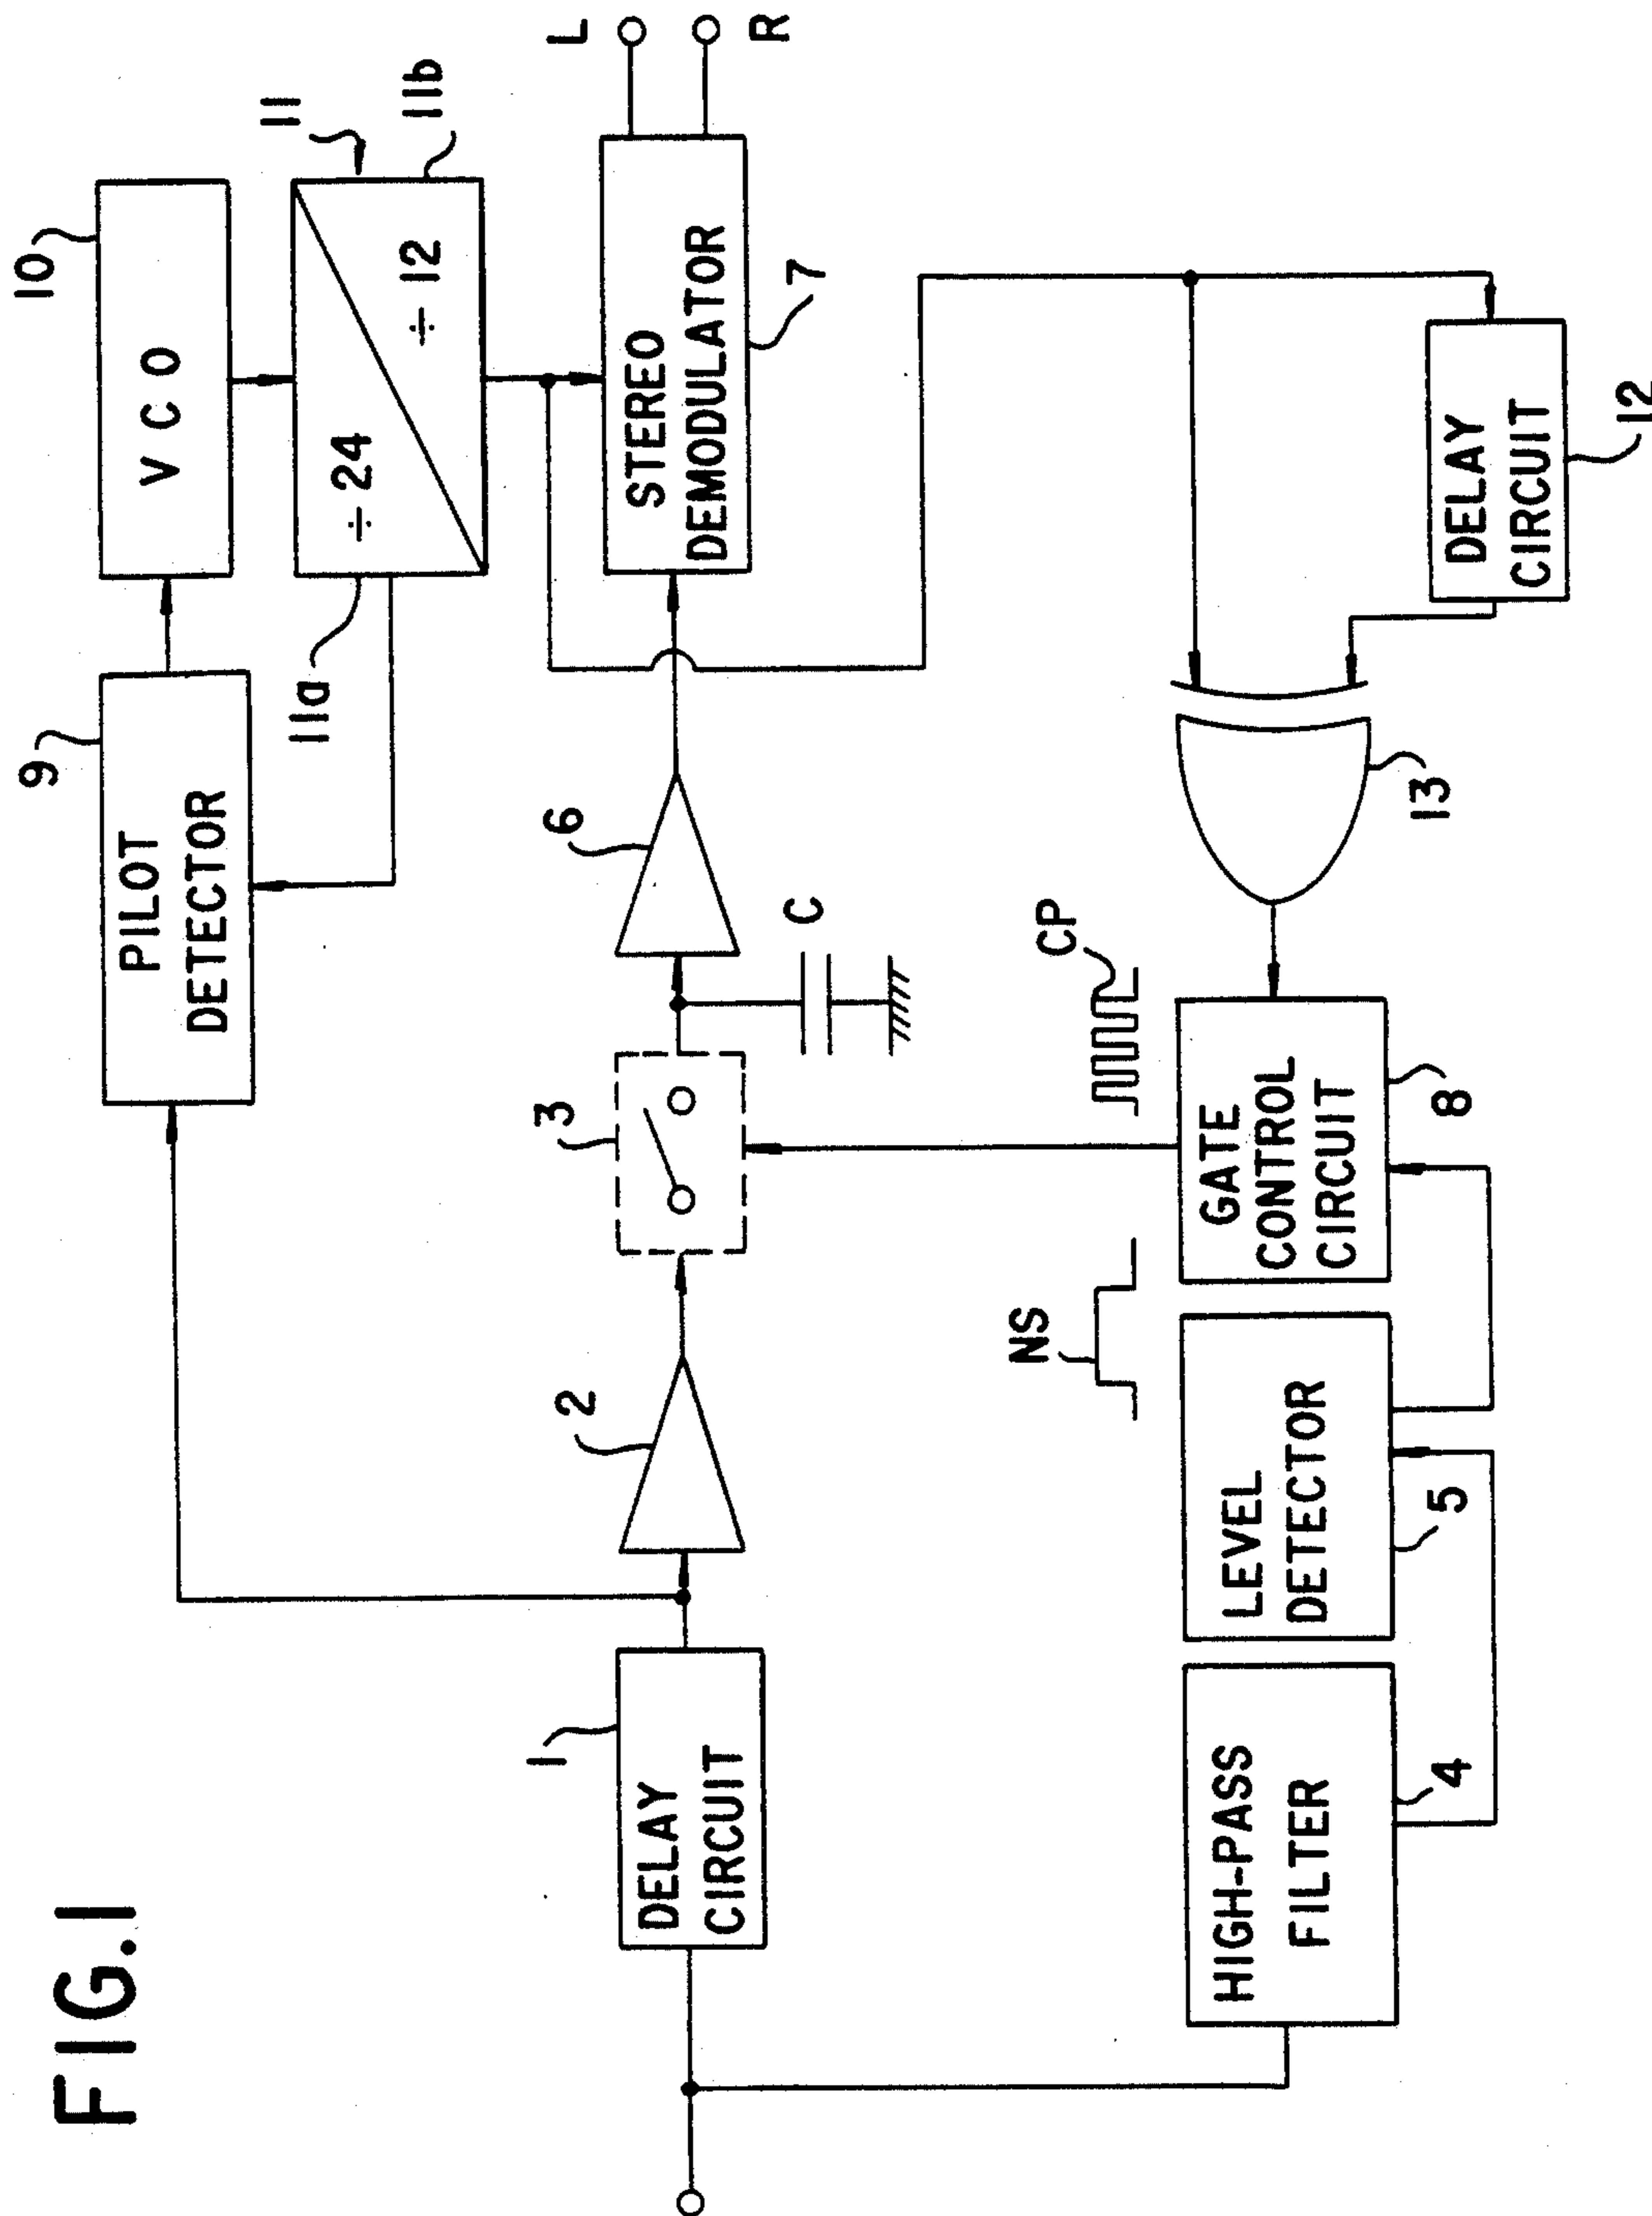 FIG.1
9
PILOT
DETECTOR
10
V C O
11
11a
÷24
÷12
11b
1
DELAY
CIRCUIT
2
3
C
6
STEREO
DEMODULATOR
7
L
R
NS
CP
HIGH-PASS
FILTER
4
LEVEL
DETECTOR
5
GATE
CONTROL
CIRCUIT
8
13
DELAY
CIRCUIT
12